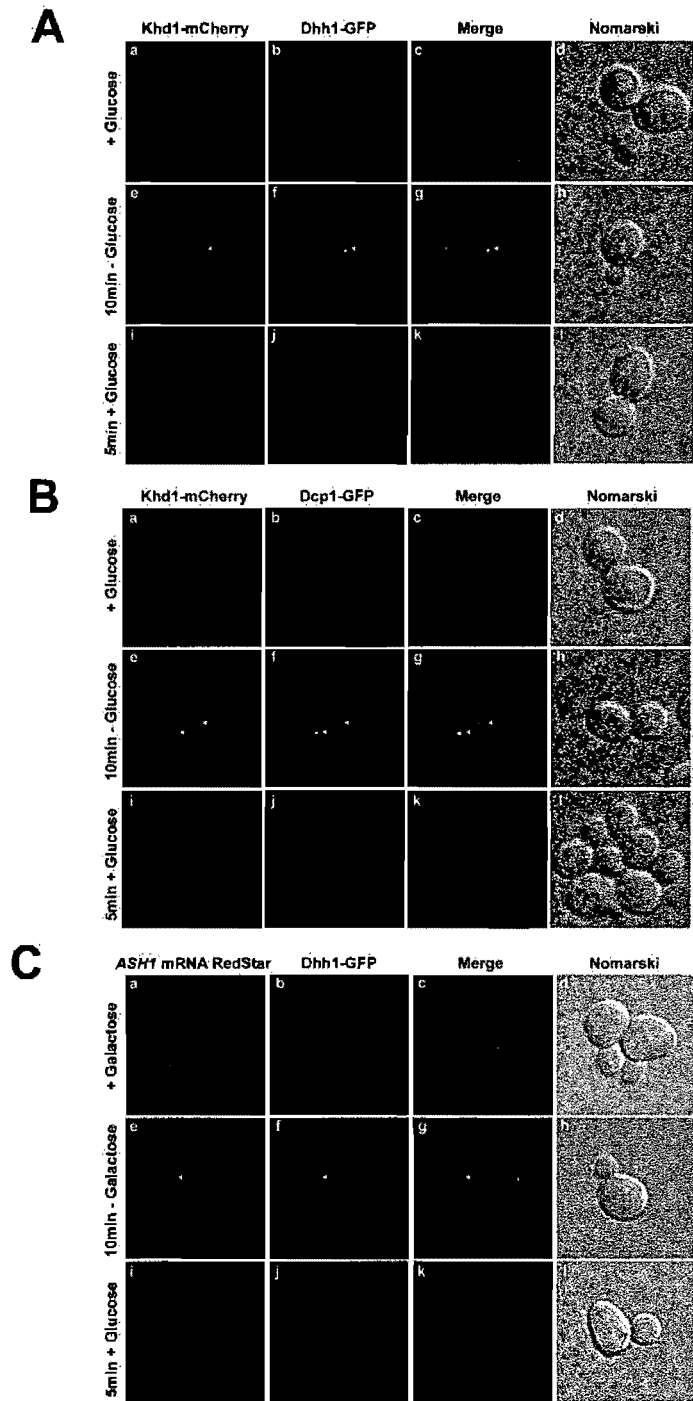 A
Khd1-mCherry Dhh1-GFP Merge Nomarski
+ Glucose
a b c d
10min - Glucose
e f g h
5min + Glucose
i j k l
B
Khd1-mCherry Dcp1-GFP Merge Nomarski
+ Glucose
a b c d
10min - Glucose
e f g h
5min + Glucose
i j k l
C
ASH1 mRNA RedStar Dhh1-GFP Merge Nomarski
+ Galactose
a b c d
10min - Galactose
e f g h
5min + Glucose
i j k l